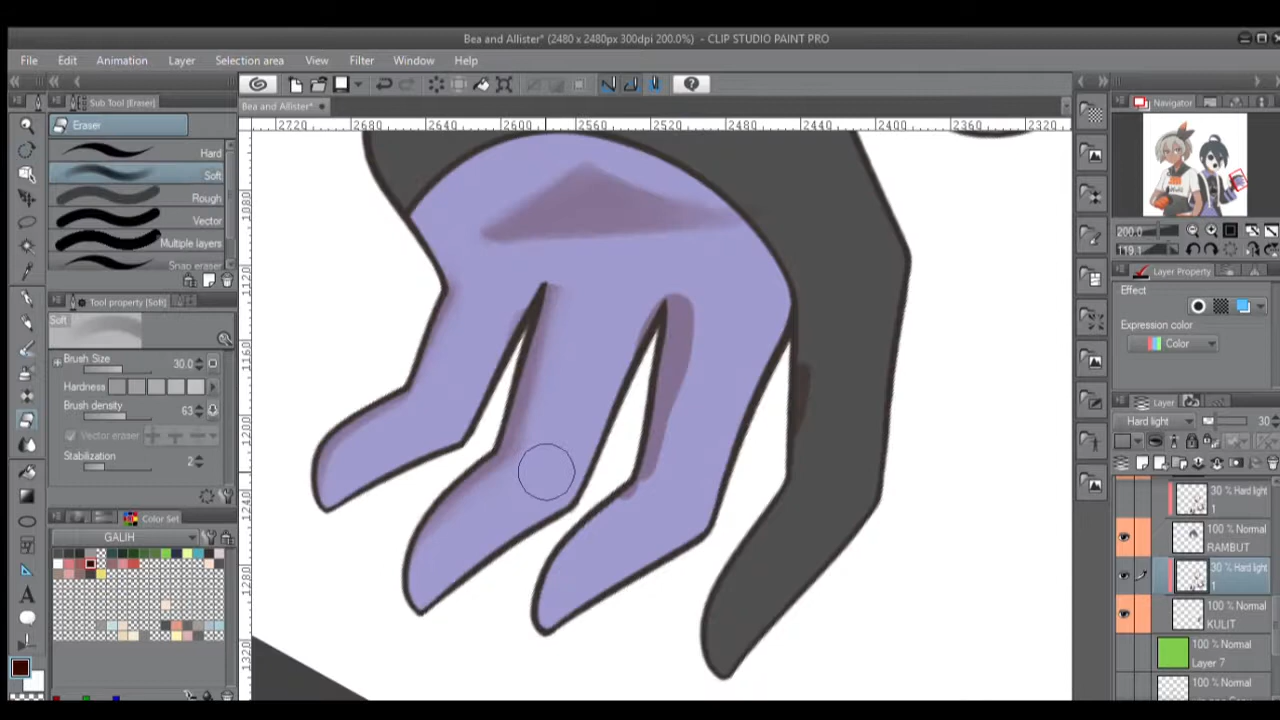 Bea and Allister* (2480 x 2480px 300dpi 200.0%) - CLIP STUDIO PAINT PRO
File Edit Animation Layer Selection area View Filter Window Help
Sub Tool [Eraser]
Bea and Allister*
Navigator
Eraser
2720 2680 2640 2600 2560 2520 2480 2440 2400 2360 2320
Hard
Soft
Rough
Vector
Multiple layers
Snap eraser
200.0
119.1
Layer Property
Tool property [Soft]
Effect
Soft
Expression color
Color
Brush Size 30.0
Hardness
Brush density 63
Vector eraser
Stabilization 2
Layer
Hard light 30
1080
1120
1160
1200
1240
1280
1320
30 % Hard light
1
100 % Normal
RAMBUT
30 % Hard light
1
100 % Normal
KULIT
100 % Normal
Layer 7
100 % Normal
Color Set
GALIH